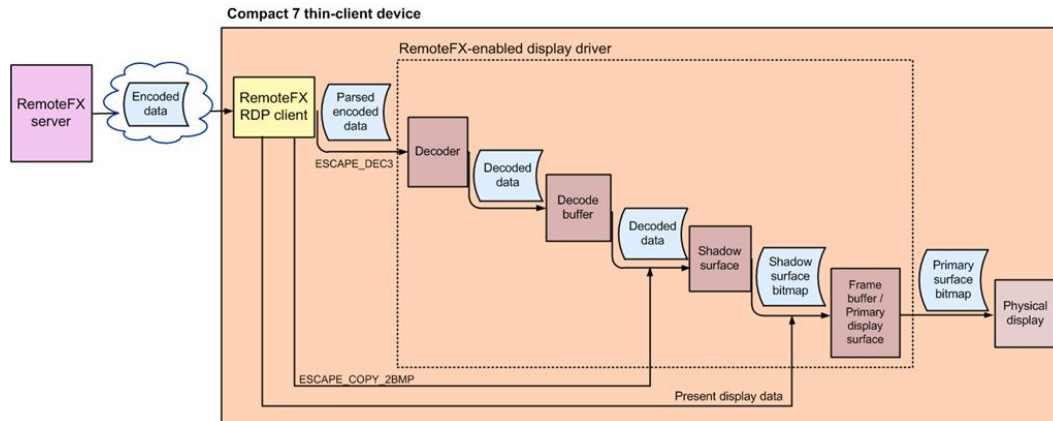 Compact 7 thin-client device
RemoteFX-enabled display driver
RemoteFX
server
Encoded
data
RemoteFX
RDP client
Parsed
encoded
data
ESCAPE_DEC3
Decoder
Decoded
data
Decode
buffer
Decoded
data
Shadow
surface
Shadow
surface
bitmap
Frame
buffer /
Primary
display
surface
Primary
surface
bitmap
Physical
display
ESCAPE_COPY_2BMP
Present display data